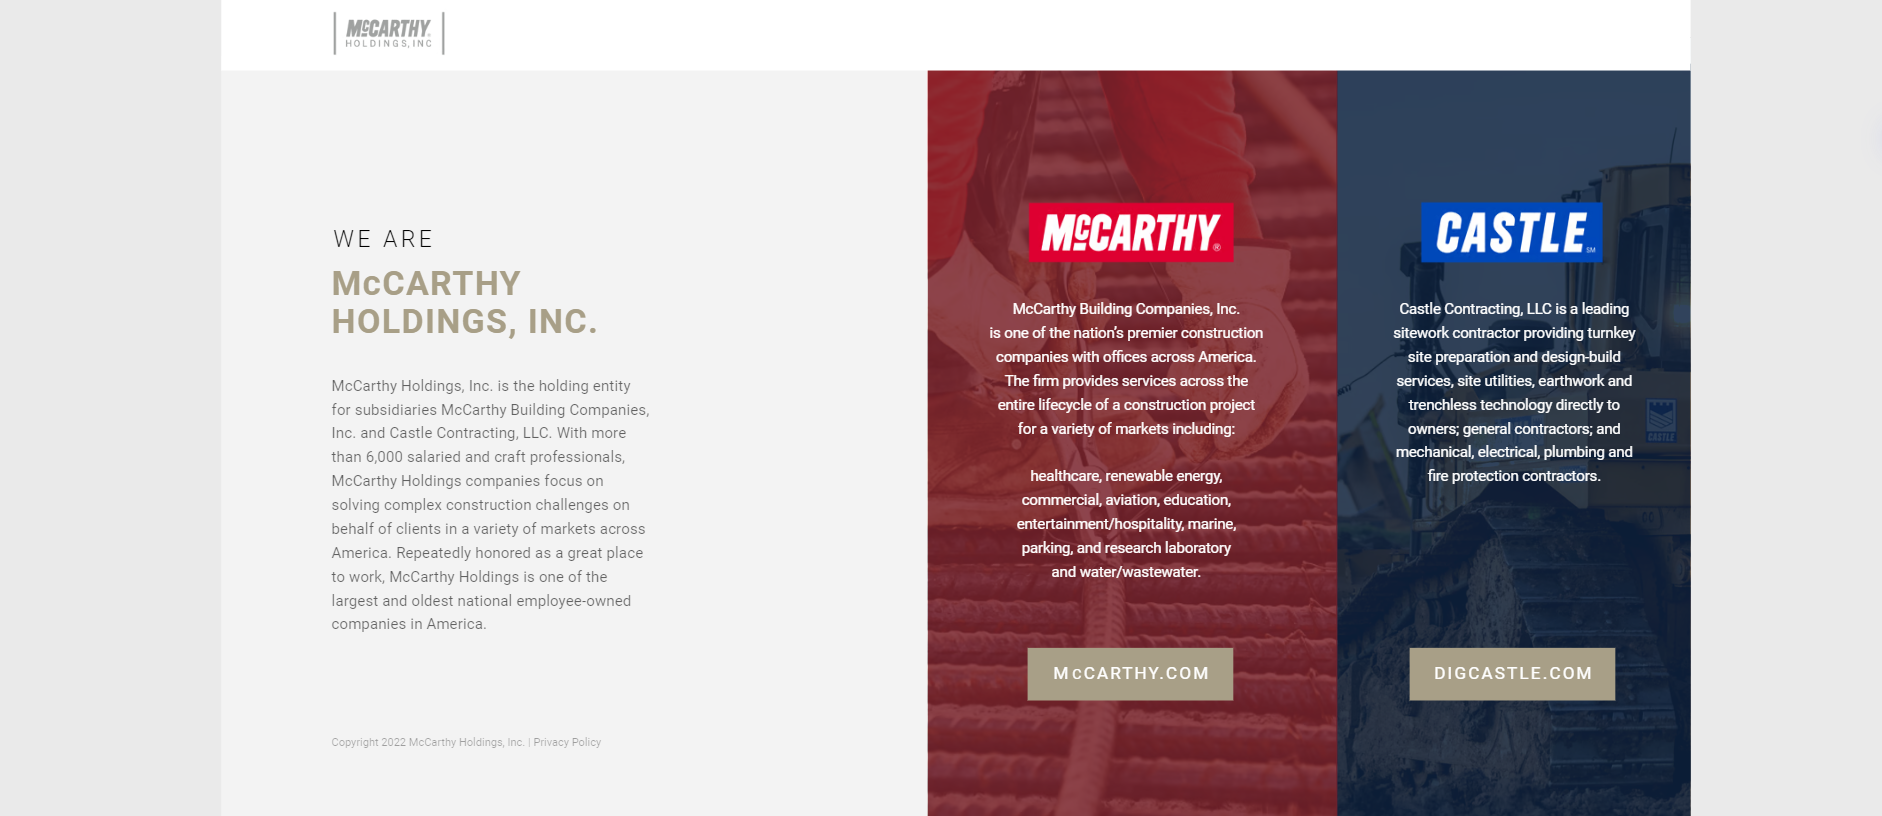 McCARTHY
HOLDINGS, INC
WE ARE
McCARTHY
HOLDINGS, INC.
McCarthy Holdings, Inc. is the holding entity
for subsidiaries McCarthy Building Companies,
Inc. and Castle Contracting, LLC. With more
than 6,000 salaried and craft professionals,
McCarthy Holdings companies focus on
solving complex construction challenges on
behalf of clients in a variety of markets across
America. Repeatedly honored as a great place
to work, McCarthy Holdings is one of the
largest and oldest national employee-owned
companies in America.
Copyright 2022 McCarthy Holdings, Inc. | Privacy Policy
McCARTHY®
McCarthy Building Companies, Inc.
is one of the nation’s premier construction
companies with offices across America.
The firm provides services across the
entire lifecycle of a construction project
for a variety of markets including:
healthcare, renewable energy,
commercial, aviation, education,
entertainment/hospitality, marine,
parking, and research laboratory
and water/wastewater.
McCARTHY.COM
CASTLE SM
Castle Contracting, LLC is a leading
sitework contractor providing turnkey
site preparation and design-build
services, site utilities, earthwork and
trenchless technology directly to
owners; general contractors; and
mechanical, electrical, plumbing and
fire protection contractors.
CASTLE
DIGCASTLE.COM